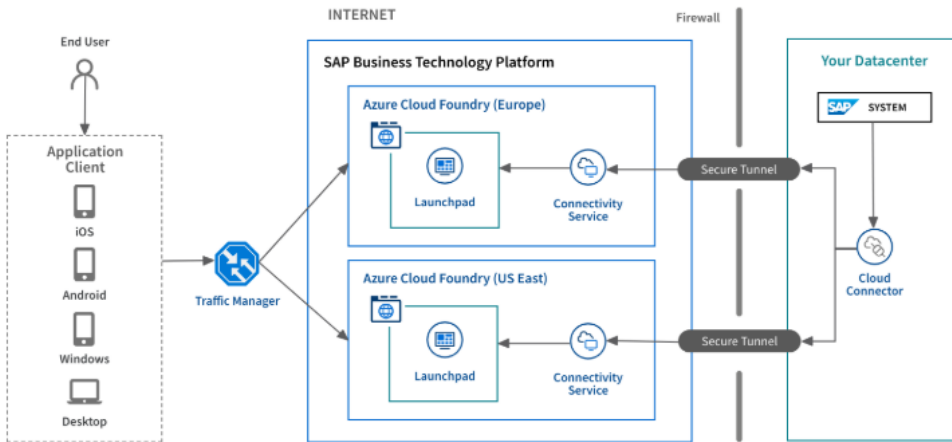 INTERNET
Firewall
End User
SAP Business Technology Platform
Your Datacenter
Azure Cloud Foundry (Europe)
SAP SYSTEM
Application
Client
Launchpad
Connectivity
Service
Secure Tunnel
iOS
Android
Traffic Manager
Azure Cloud Foundry (US East)
Cloud
Connector
Windows
Launchpad
Connectivity
Service
Secure Tunnel
Desktop